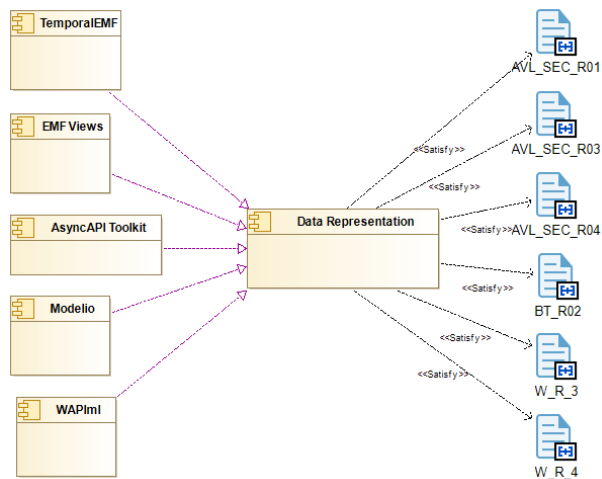 TemporalEMF
EMF Views
AsyncAPI Toolkit
Modelio
WAPIml
Data Representation
<<Satisfy>>
<<Satisfy>>
<<Satisfy>>
<<Satisfy>>
<<Satisfy>>
<<Satisfy>>
AVL_SEC_R01
AVL_SEC_R03
AVL_SEC_R04
BT_R02
W_R_3
W_R_4